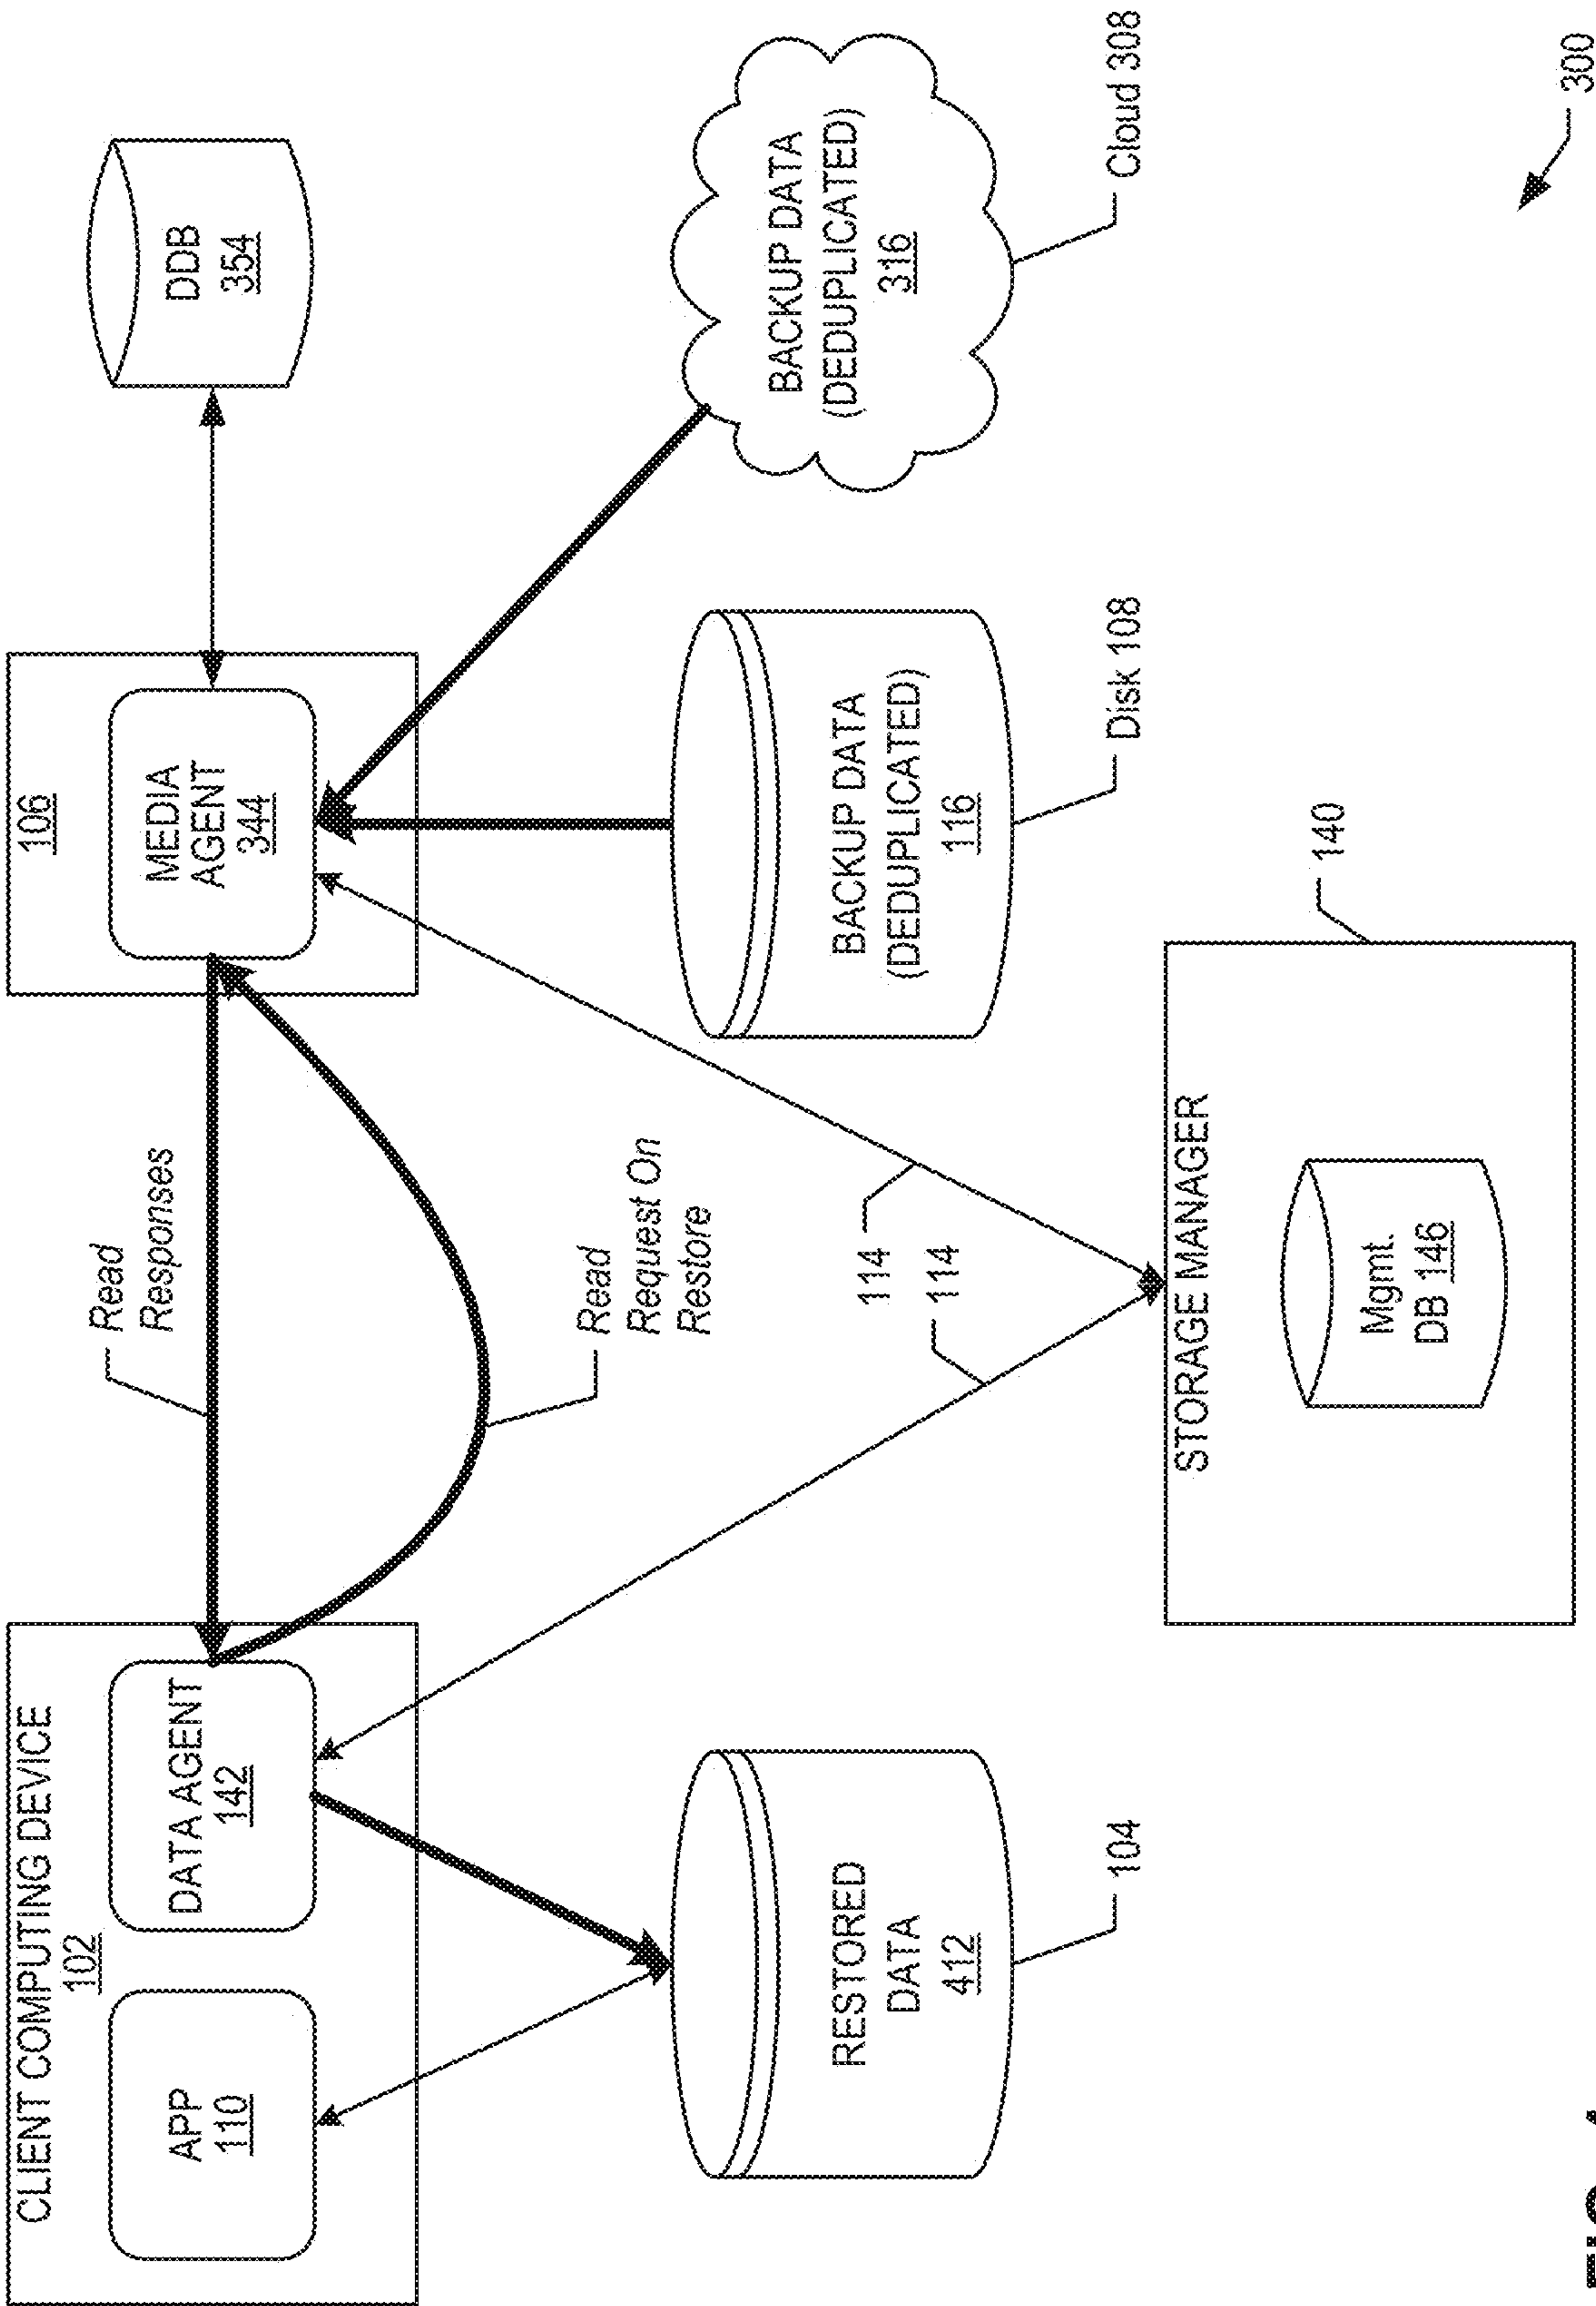 CLIENT COMPUTING DEVICE
102
APP
110
DATA AGENT
142
Read
Responses
Read
Request On
Restore
106
MEDIA
AGENT
344
DDB
354
RESTORED
DATA
412
104
114
114
BACKUP DATA
(DEDUPLICATED)
116
Disk 108
BACKUP DATA
(DEDUPLICATED)
316
Cloud 308
STORAGE MANAGER
140
Mgmt.
DB 146
300